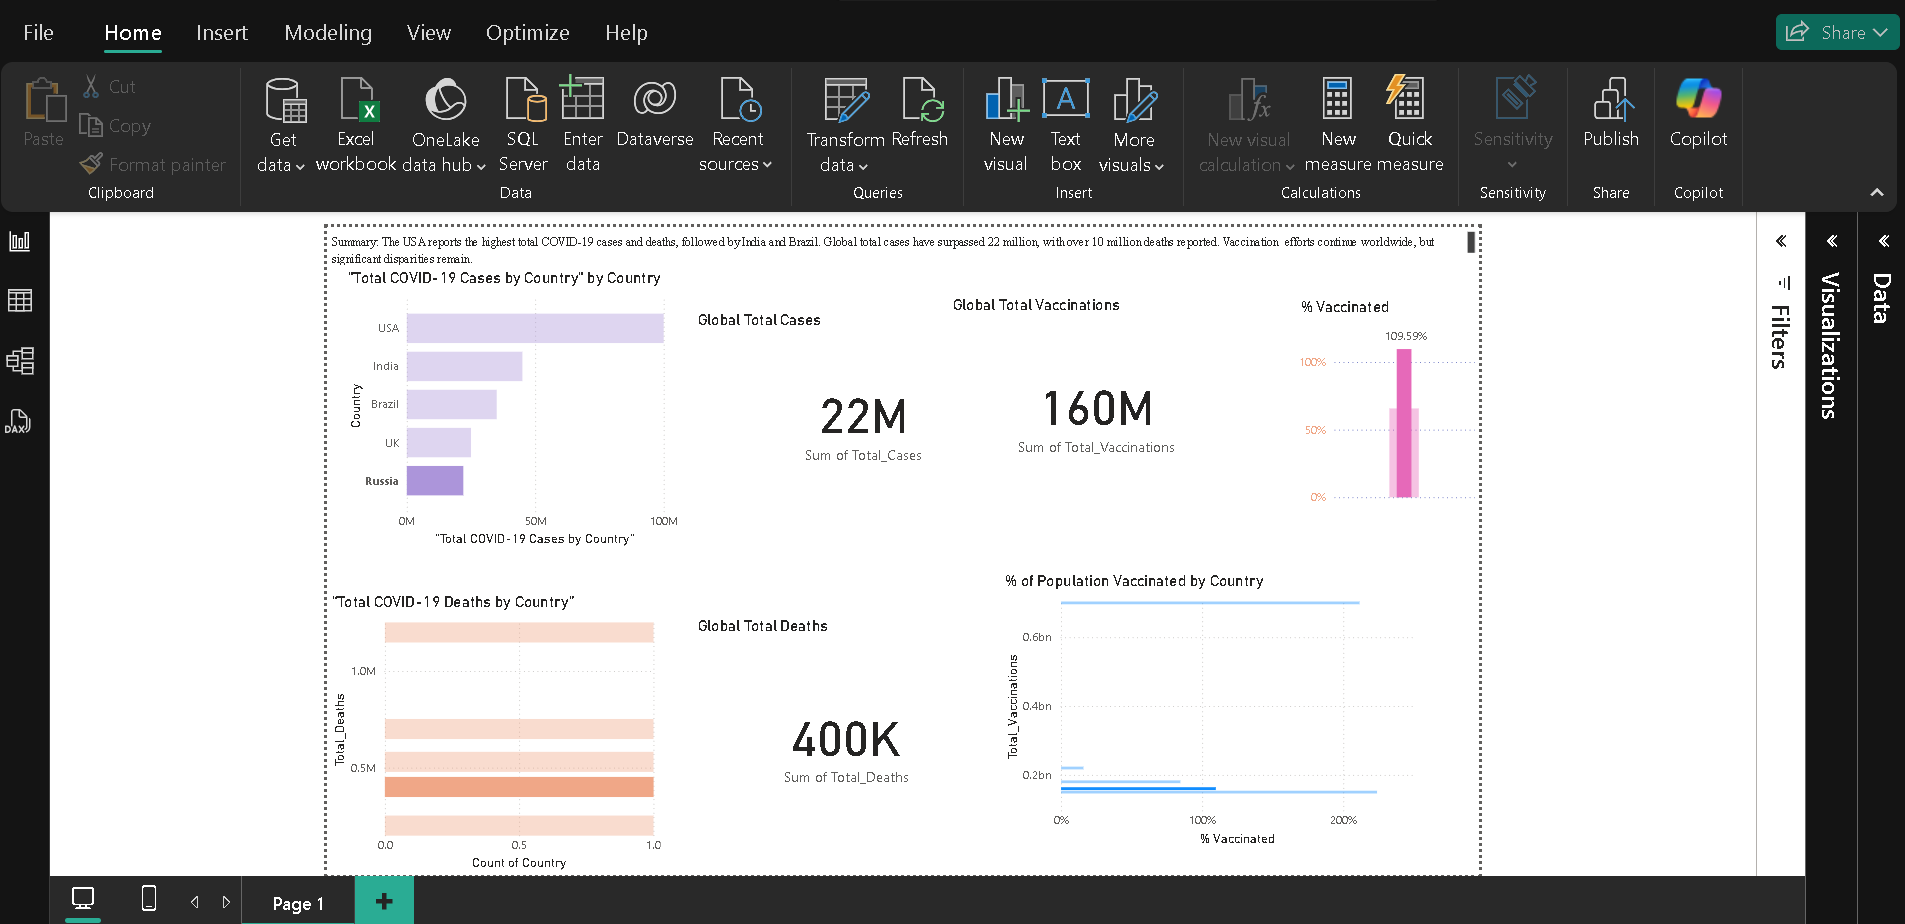 File Home Insert Modeling View Optimize Help Share
Paste
Cut
Copy
Format painter
Clipboard
Get data
Excel workbook
OneLake data hub
SQL Server
Enter data
Dataverse
Recent sources
Data
Transform data
Refresh
Queries
New visual
Text box
More visuals
Insert
New visual calculation
New measure
Quick measure
Calculations
Sensitivity
Sensitivity
Publish
Share
Copilot
Copilot
DAX
Summary: The USA reports the highest total COVID-19 cases and deaths, followed by India and Brazil. Global total cases have surpassed 22 million, with over 10 million deaths reported. Vaccination efforts continue worldwide, but
significant disparities remain.
"Total COVID-19 Cases by Country" by Country
Country
USA
India
Brazil
UK
Russia
0M 50M 100M
"Total COVID-19 Cases by Country"
Global Total Cases
22M
Sum of Total_Cases
Global Total Vaccinations
160M
Sum of Total_Vaccinations
% Vaccinated
109.59%
100%
50%
0%
"Total COVID-19 Deaths by Country"
Total_Deaths
1.0M
0.5M
0.0 0.5 1.0
Count of Country
Global Total Deaths
400K
Sum of Total_Deaths
% of Population Vaccinated by Country
Total_Vaccinations
0.6bn
0.4bn
0.2bn
0% 100% 200%
% Vaccinated
Filters
Visualizations
Data
Page 1